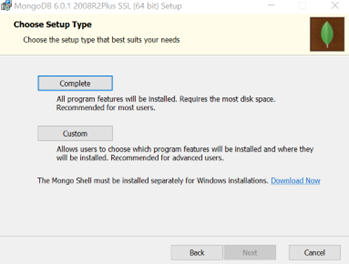 MongoDB 6.0.1 2008R2Plus SSL (64 bit) Setup
Choose Setup Type
Choose the setup type that best suits your needs
Complete
All program features will be installed. Requires the most disk space.
Recommended for most users.
Custom
Allows users to choose which program features will be installed and where they
will be installed. Recommended for advanced users.
The Mongo Shell must be installed separately for Windows installations. Download Now
Back Next Cancel